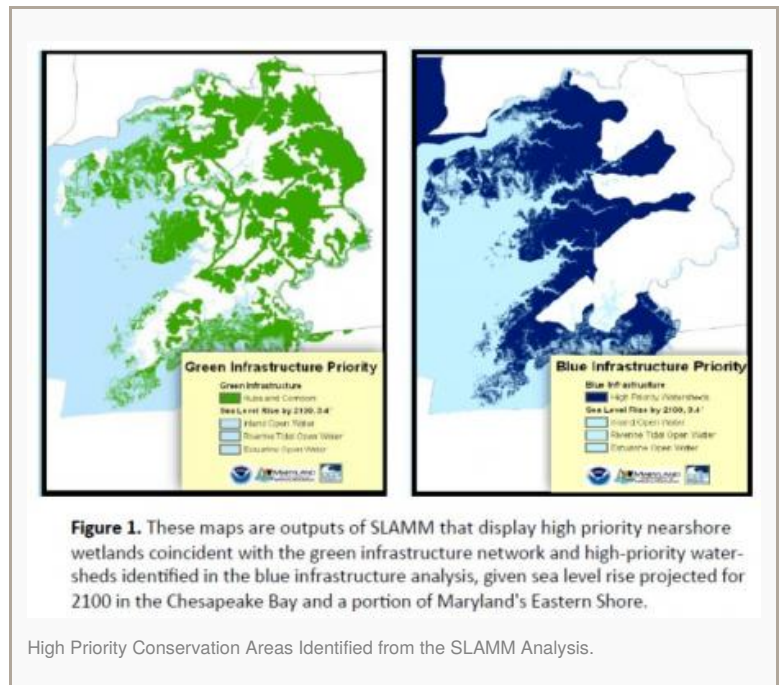 Green Infrastructure Priority
Green Infrastructure
Hubs and Corridors
Sea Level Rise by 2100, 3.4'
Inland Open Water
Riverine Tidal Open Water
Estuarine Open Water
MARYLAND
Blue Infrastructure Priority
Blue Infrastructure
High Priority Watersheds
Sea Level Rise by 2100, 3.4'
Inland Open Water
Riverine Tidal Open Water
Estuarine Open Water
MARYLAND
Figure 1. These maps are outputs of SLAMM that display high priority nearshore
wetlands coincident with the green infrastructure network and high-priority water-
sheds identified in the blue infrastructure analysis, given sea level rise projected for
2100 in the Chesapeake Bay and a portion of Maryland's Eastern Shore.
High Priority Conservation Areas Identified from the SLAMM Analysis.